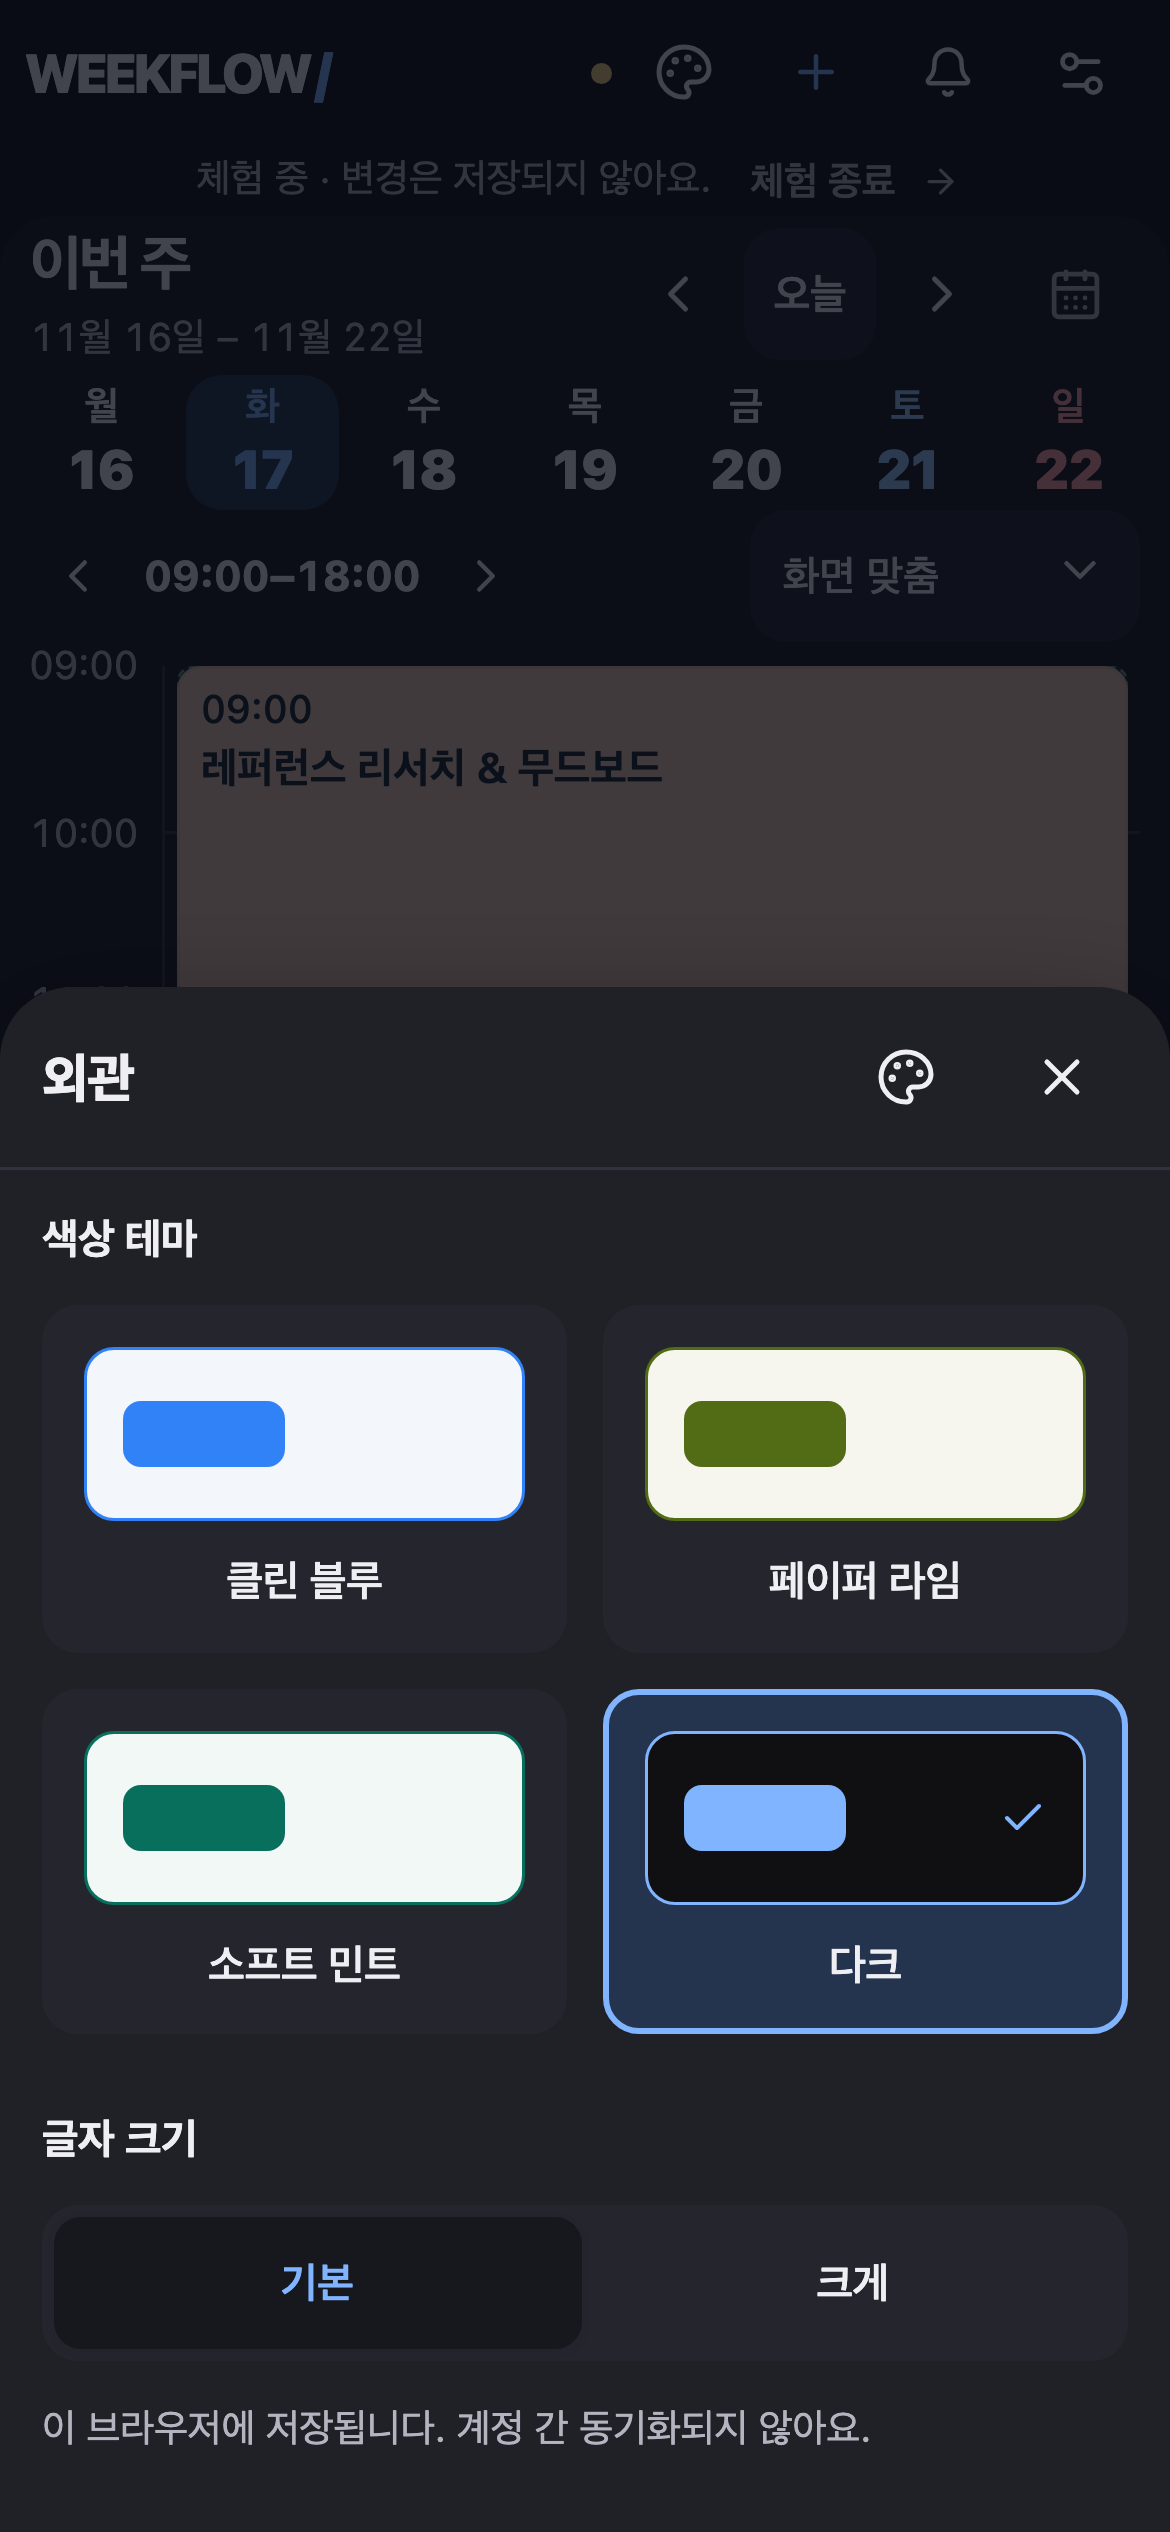 WEEKFLOW/
체험 중 · 변경은 저장되지 않아요. 체험 종료 →
이번 주
오늘
11월 16일 – 11월 22일
월 화 수 목 금 토 일
16 17 18 19 20 21 22
09:00–18:00
화면 맞춤
09:00
09:00
레퍼런스 리서치 & 무드보드
10:00
외관
색상 테마
클린 블루
페이퍼 라임
소프트 민트
다크
글자 크기
기본
크게
이 브라우저에 저장됩니다. 계정 간 동기화되지 않아요.